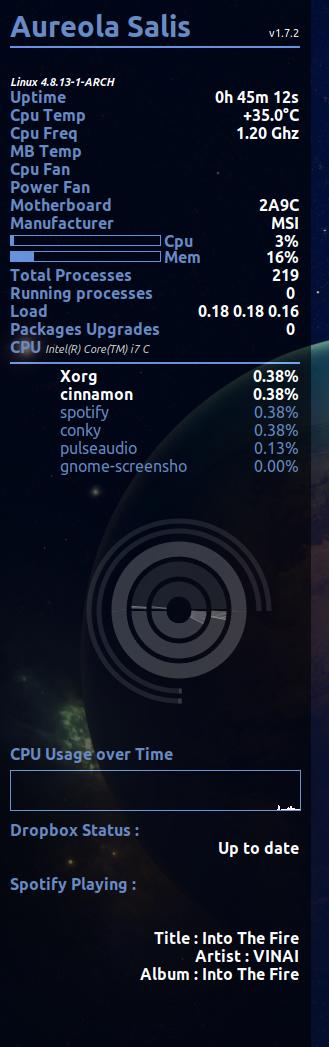 Aureola Salis v1.7.2
Linux 4.8.13-1-ARCH
Uptime 0h 45m 12s
Cpu Temp +35.0°C
Cpu Freq 1.20 Ghz
MB Temp
Cpu Fan
Power Fan
Motherboard 2A9C
Manufacturer MSI
Cpu 3%
Mem 16%
Total Processes 219
Running processes 0
Load 0.18 0.18 0.16
Packages Upgrades 0
CPU Intel(R) Core(TM) i7 C
Xorg 0.38%
cinnamon 0.38%
spotify 0.38%
conky 0.38%
pulseaudio 0.13%
gnome-screensho 0.00%
CPU Usage over Time
Dropbox Status :
Up to date
Spotify Playing :
Title : Into The Fire
Artist : VINAI
Album : Into The Fire